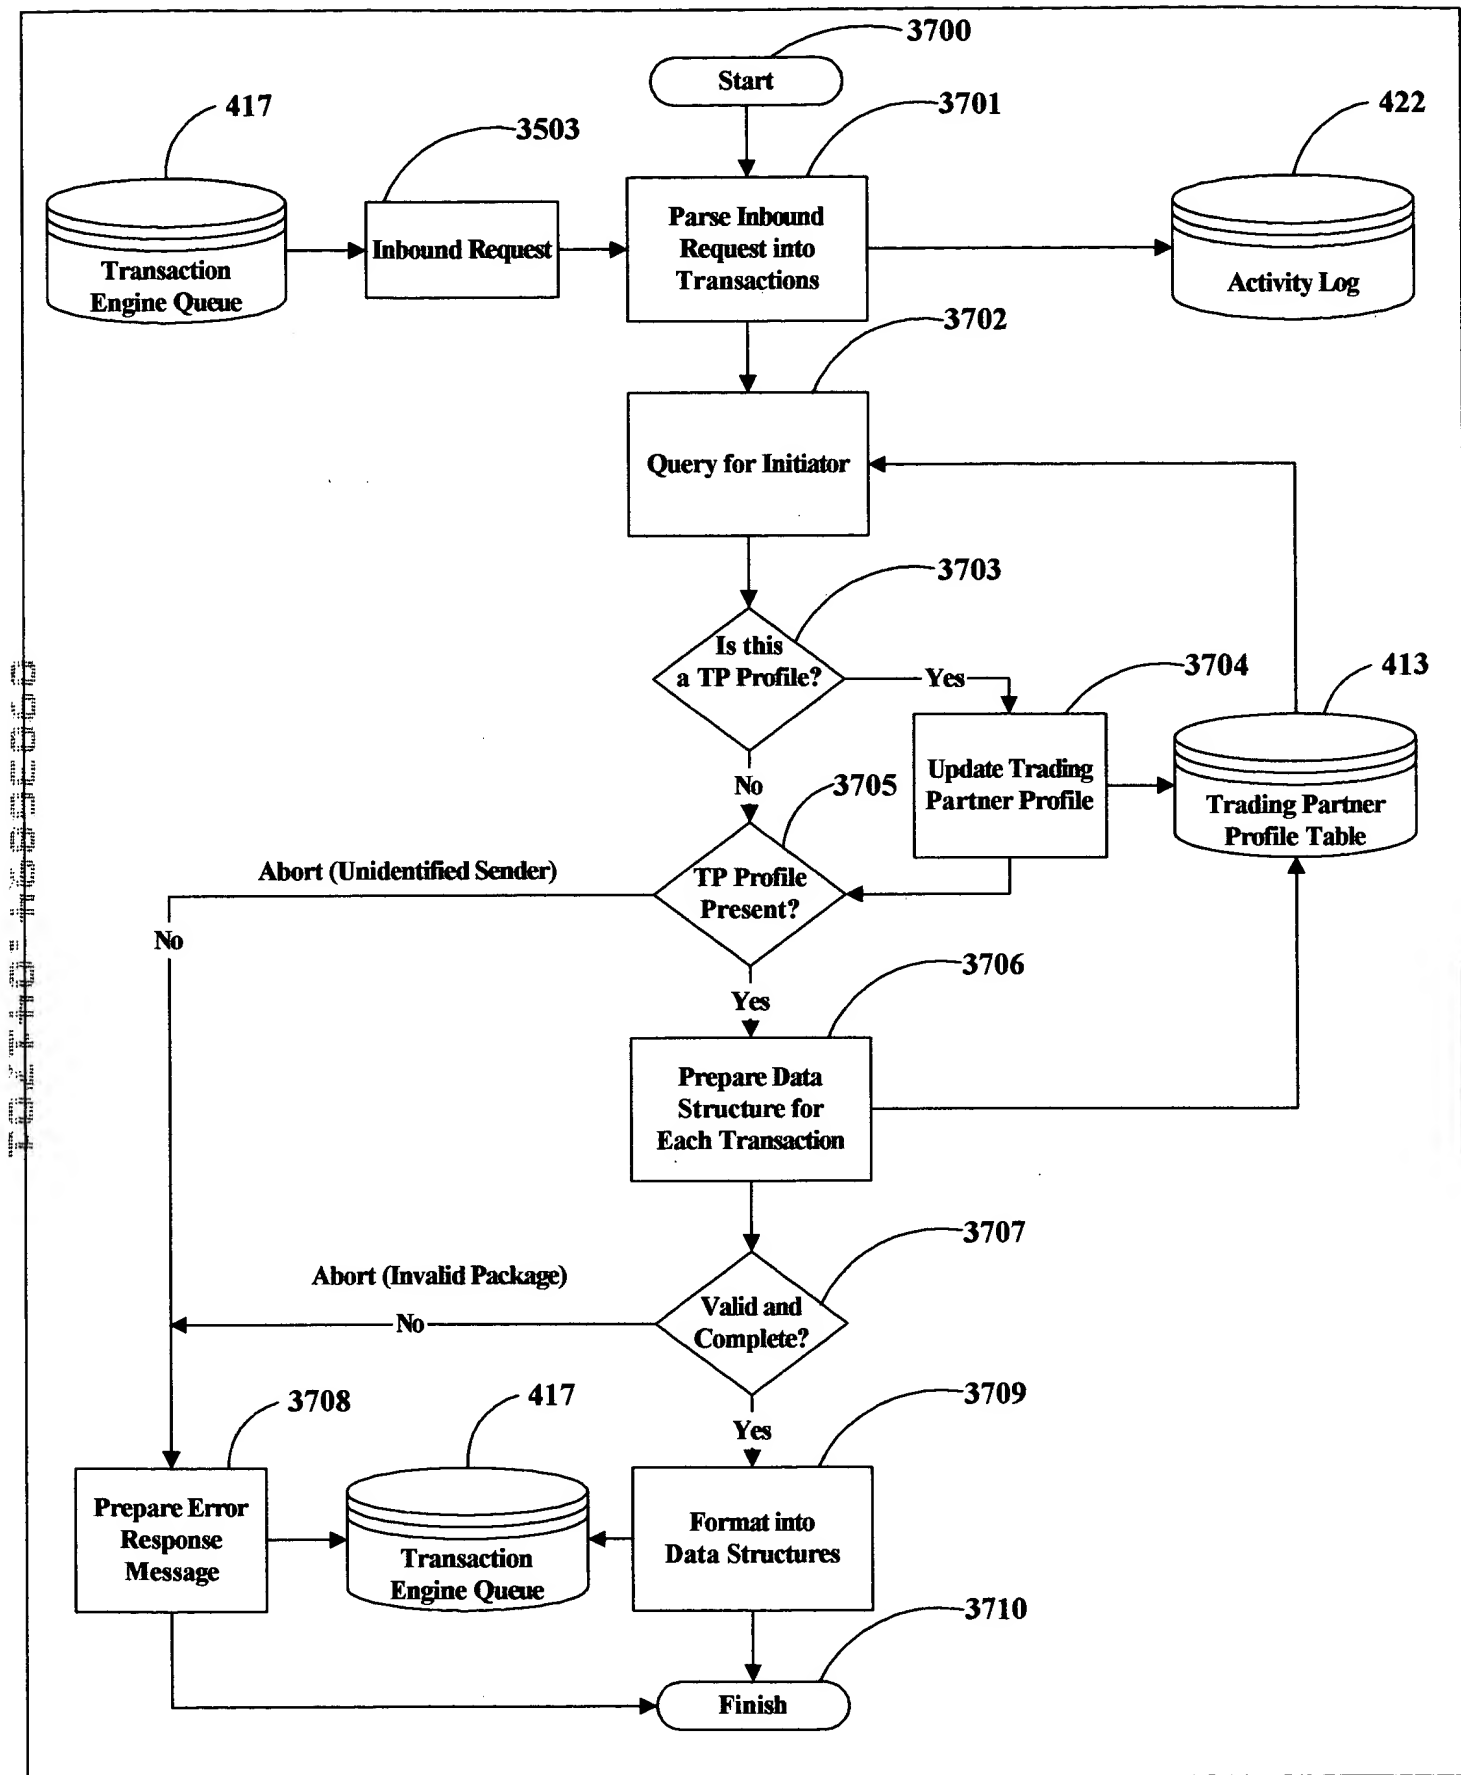 3700
Start
417
3503
3701
422
Transaction
Engine Queue
Inbound Request
Parse Inbound
Request into
Transactions
Activity Log
3702
Query for Initiator
3703
Is this
a TP Profile?
Yes
3704
413
No
3705
Update Trading
Partner Profile
Trading Partner
Profile Table
Abort (Unidentified Sender)
TP Profile
Present?
No
3706
Yes
Prepare Data
Structure for
Each Transaction
3707
Abort (Invalid Package)
No
Valid and
Complete?
3708
417
3709
Yes
Prepare Error
Response
Message
Transaction
Engine Queue
Format into
Data Structures
3710
Finish